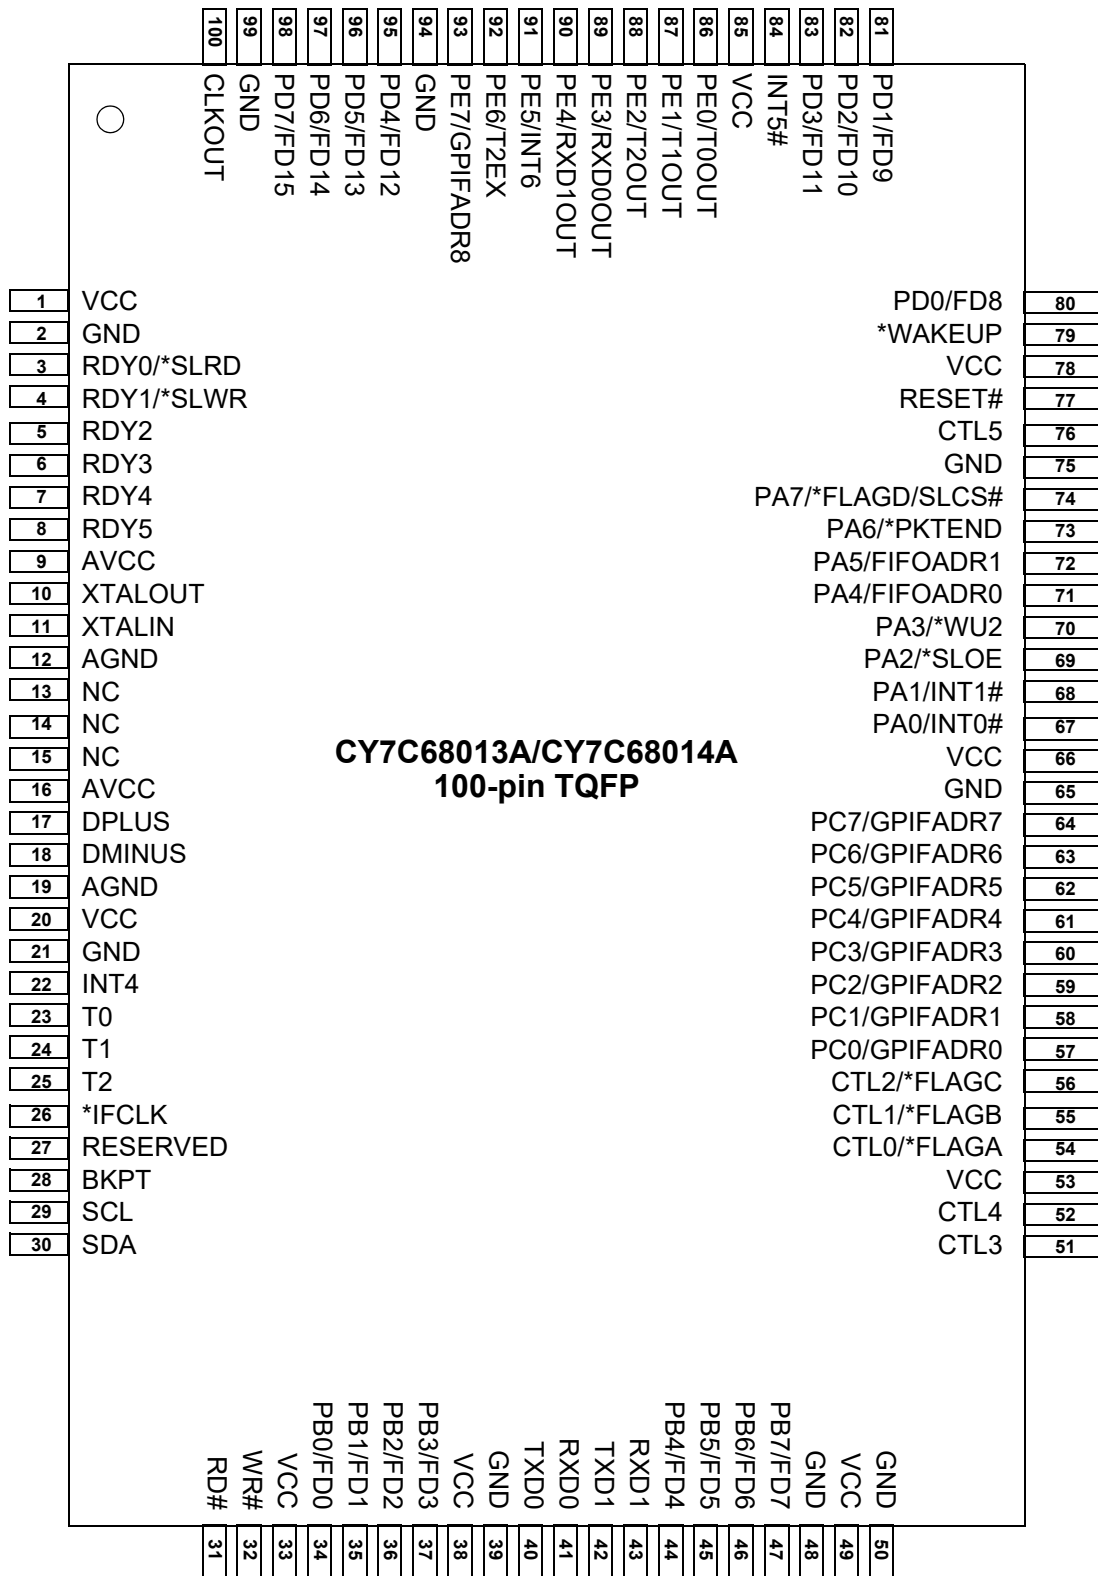 100 99 98 97 96 95 94 93 92 91 90 89 88 87 86 85 84 83 82 81
CLKOUT
GND
PD7/FD15
PD6/FD14
PD5/FD13
PD4/FD12
GND
PE7/GPIFADR8
PE6/T2EX
PE5/INT6
PE4/RXD1OUT
PE3/RXD0OUT
PE2/T2OUT
PE1/T1OUT
PE0/T0OUT
VCC
INT5#
PD3/FD11
PD2/FD10
PD1/FD9
1 VCC
2 GND
3 RDY0/*SLRD
4 RDY1/*SLWR
5 RDY2
6 RDY3
7 RDY4
8 RDY5
9 AVCC
10 XTALOUT
11 XTALIN
12 AGND
13 NC
14 NC
15 NC
16 AVCC
17 DPLUS
18 DMINUS
19 AGND
20 VCC
21 GND
22 INT4
23 T0
24 T1
25 T2
26 *IFCLK
27 RESERVED
28 BKPT
29 SCL
30 SDA
CY7C68013A/CY7C68014A
100-pin TQFP
PD0/FD8 80
*WAKEUP 79
VCC 78
RESET# 77
CTL5 76
GND 75
PA7/*FLAGD/SLCS# 74
PA6/*PKTEND 73
PA5/FIFOADR1 72
PA4/FIFOADR0 71
PA3/*WU2 70
PA2/*SLOE 69
PA1/INT1# 68
PA0/INT0# 67
VCC 66
GND 65
PC7/GPIFADR7 64
PC6/GPIFADR6 63
PC5/GPIFADR5 62
PC4/GPIFADR4 61
PC3/GPIFADR3 60
PC2/GPIFADR2 59
PC1/GPIFADR1 58
PC0/GPIFADR0 57
CTL2/*FLAGC 56
CTL1/*FLAGB 55
CTL0/*FLAGA 54
VCC 53
CTL4 52
CTL3 51
RD#
WR#
VCC
PB0/FD0
PB1/FD1
PB2/FD2
PB3/FD3
VCC
GND
TXD0
RXD0
TXD1
RXD1
PB4/FD4
PB5/FD5
PB6/FD6
PB7/FD7
GND
VCC
GND
31 32 33 34 35 36 37 38 39 40 41 42 43 44 45 46 47 48 49 50